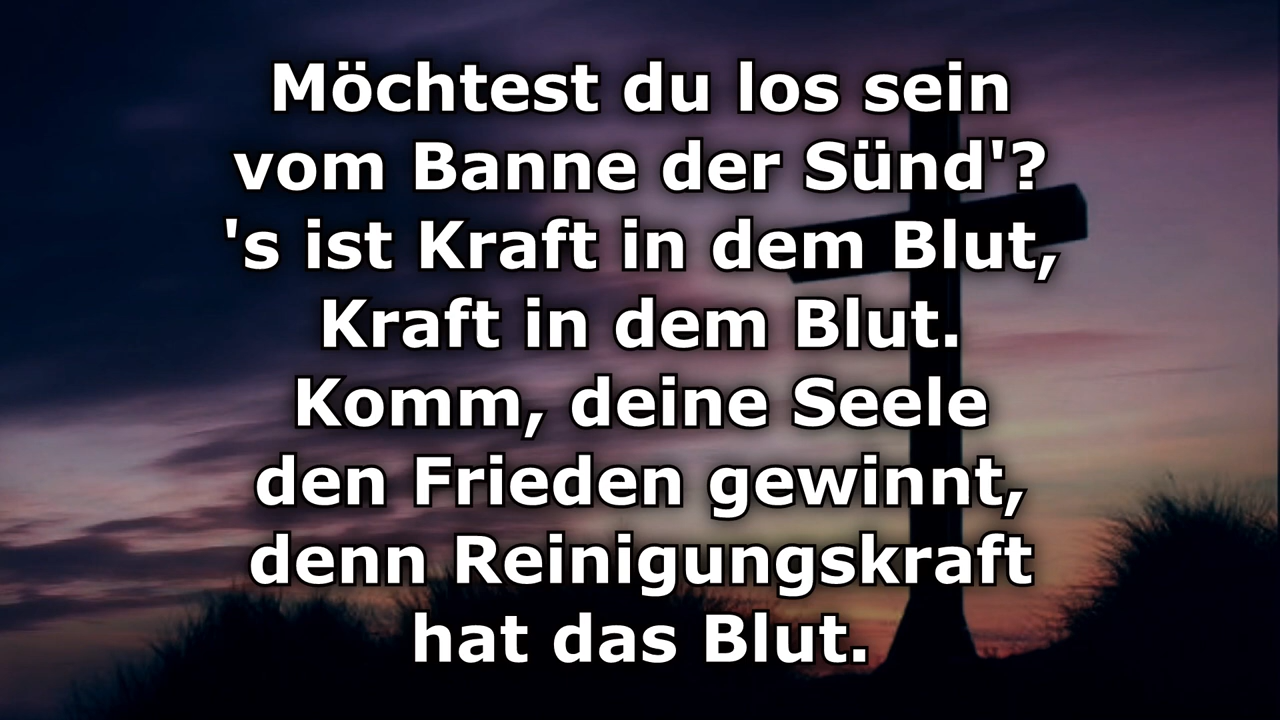 Möchtest du los sein
vom Banne der Sünd'?
's ist Kraft in dem Blut,
Kraft in dem Blut.
Komm, deine Seele
den Frieden gewinnt,
denn Reinigungskraft
hat das Blut.